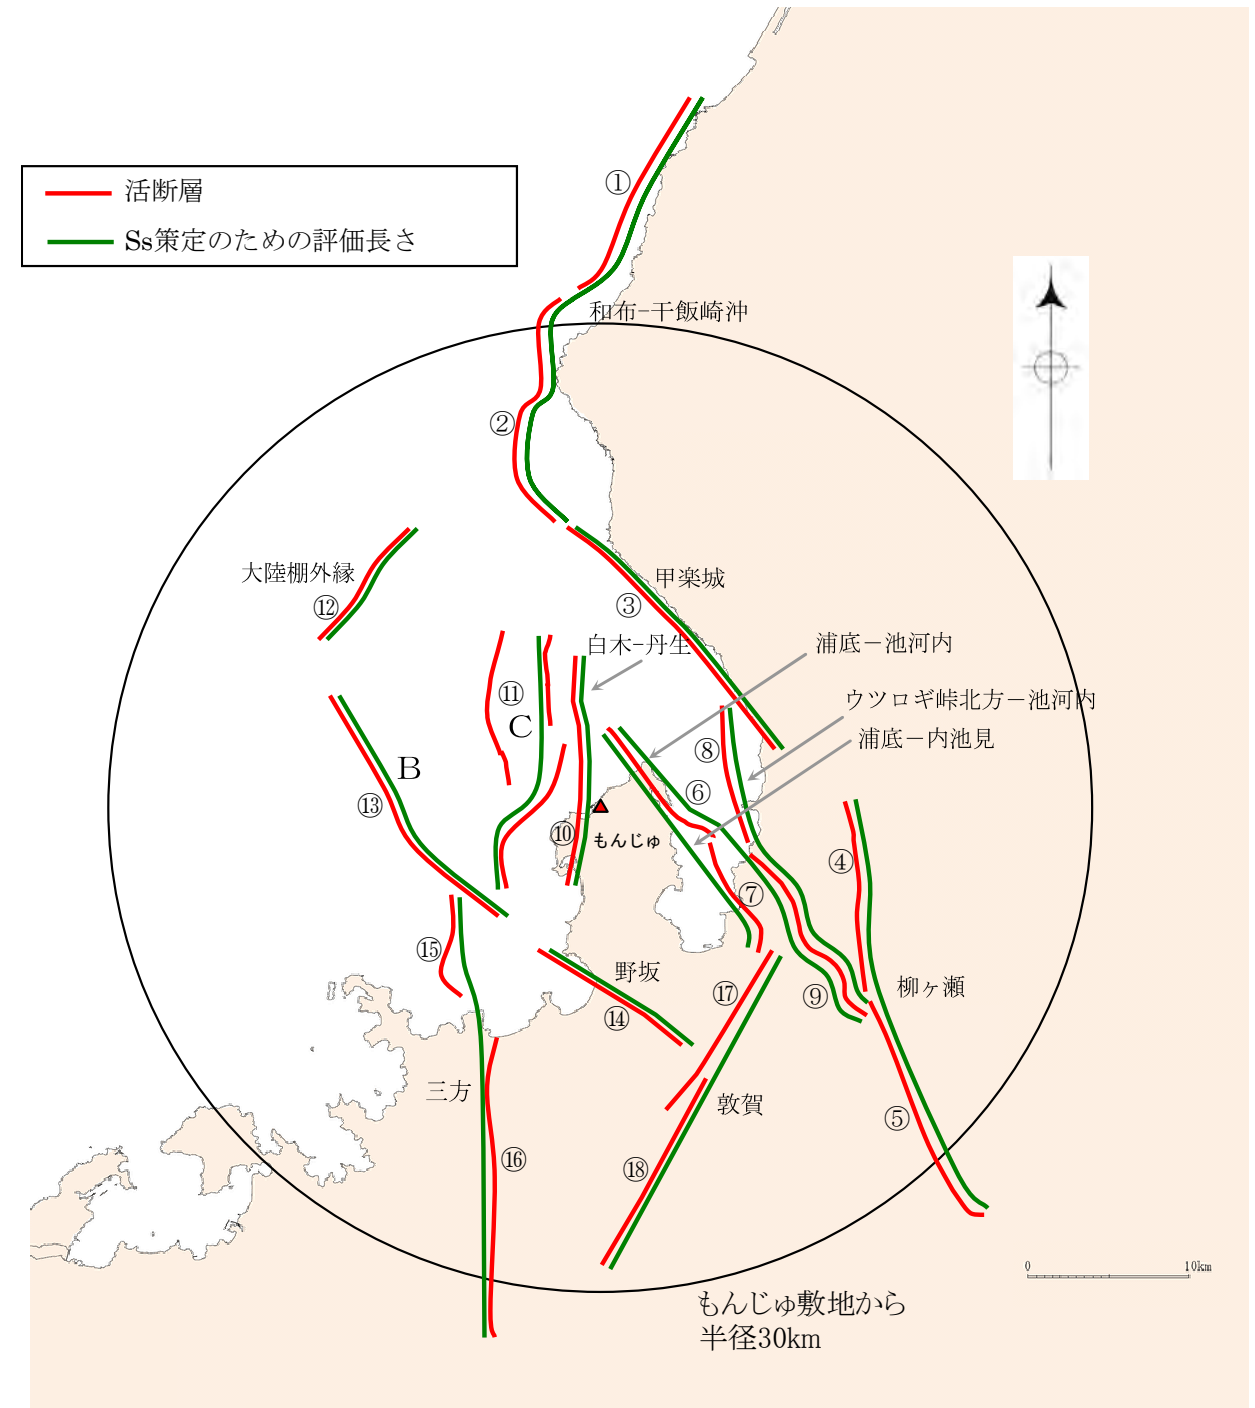 活断層
Ss策定のための評価長さ
①
和布-干飯崎沖
②
大陸棚外縁
⑫
甲楽城
③
白木-丹生
浦底－池河内
ウツロギ峠北方－池河内
浦底－内池見
⑪
C
B
⑬
⑧
⑥
⑩
もんじゅ
④
⑦
⑮
野坂
⑰
⑨
柳ヶ瀬
⑭
三方
敦賀
⑤
⑯
⑱
0
10km
もんじゅ敷地から
半径30km